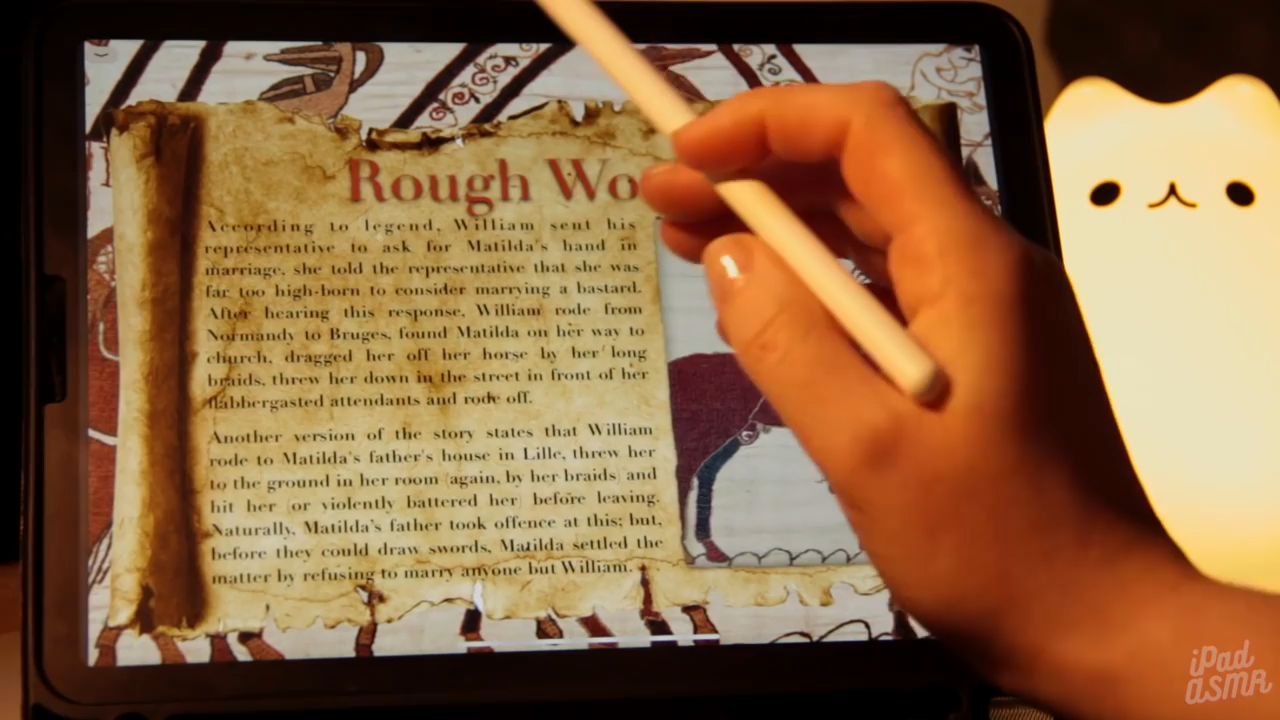 Rough Wo
According to legend, William sent his
representative to ask for Matilda's hand in
marriage, she told the representative that she was
far too high-born to consider marrying a bastard.
After hearing this response, William rode from
Normandy to Bruges, found Matilda on her way to
church, dragged her off her horse by her long
braids, threw her down in the street in front of her
flabbergasted attendants and rode off.
Another version of the story states that William
rode to Matilda's father's house in Lille, threw her
to the ground in her room (again, by her braids) and
hit her (or violently battered her) before leaving.
Naturally, Matilda's father took offence at this; but,
before they could draw swords, Matilda settled the
matter by refusing to marry anyone but William.
iPad
asmr